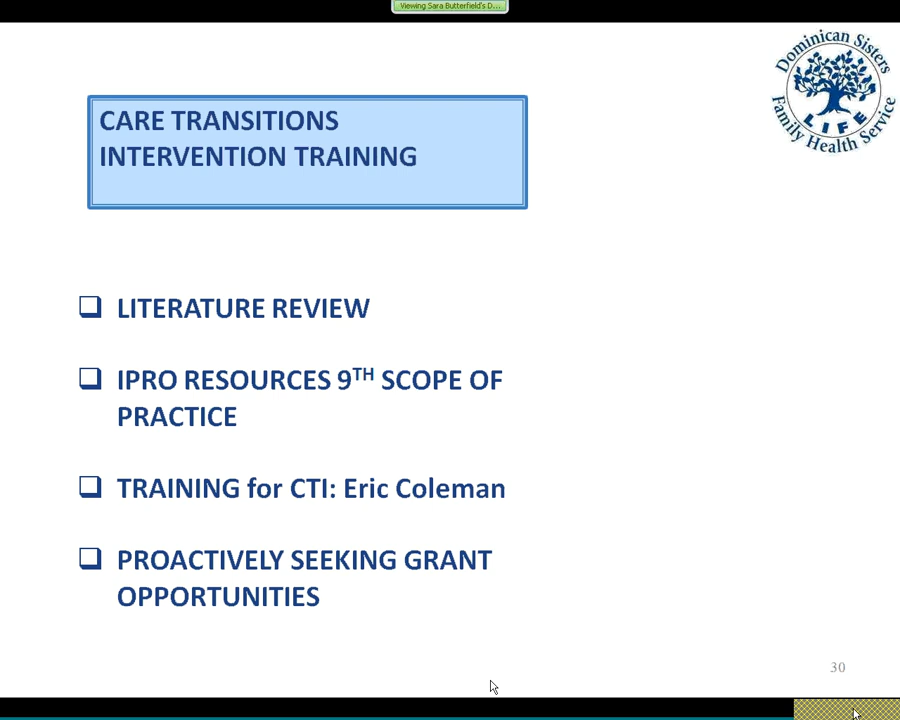 Viewing Sara Butterfield's D...
Dominican Sisters
Family Health Service
LIFE
CARE TRANSITIONS
INTERVENTION TRAINING
❑ LITERATURE REVIEW
❑ IPRO RESOURCES 9TH SCOPE OF
PRACTICE
❑ TRAINING for CTI: Eric Coleman
❑ PROACTIVELY SEEKING GRANT
OPPORTUNITIES
30